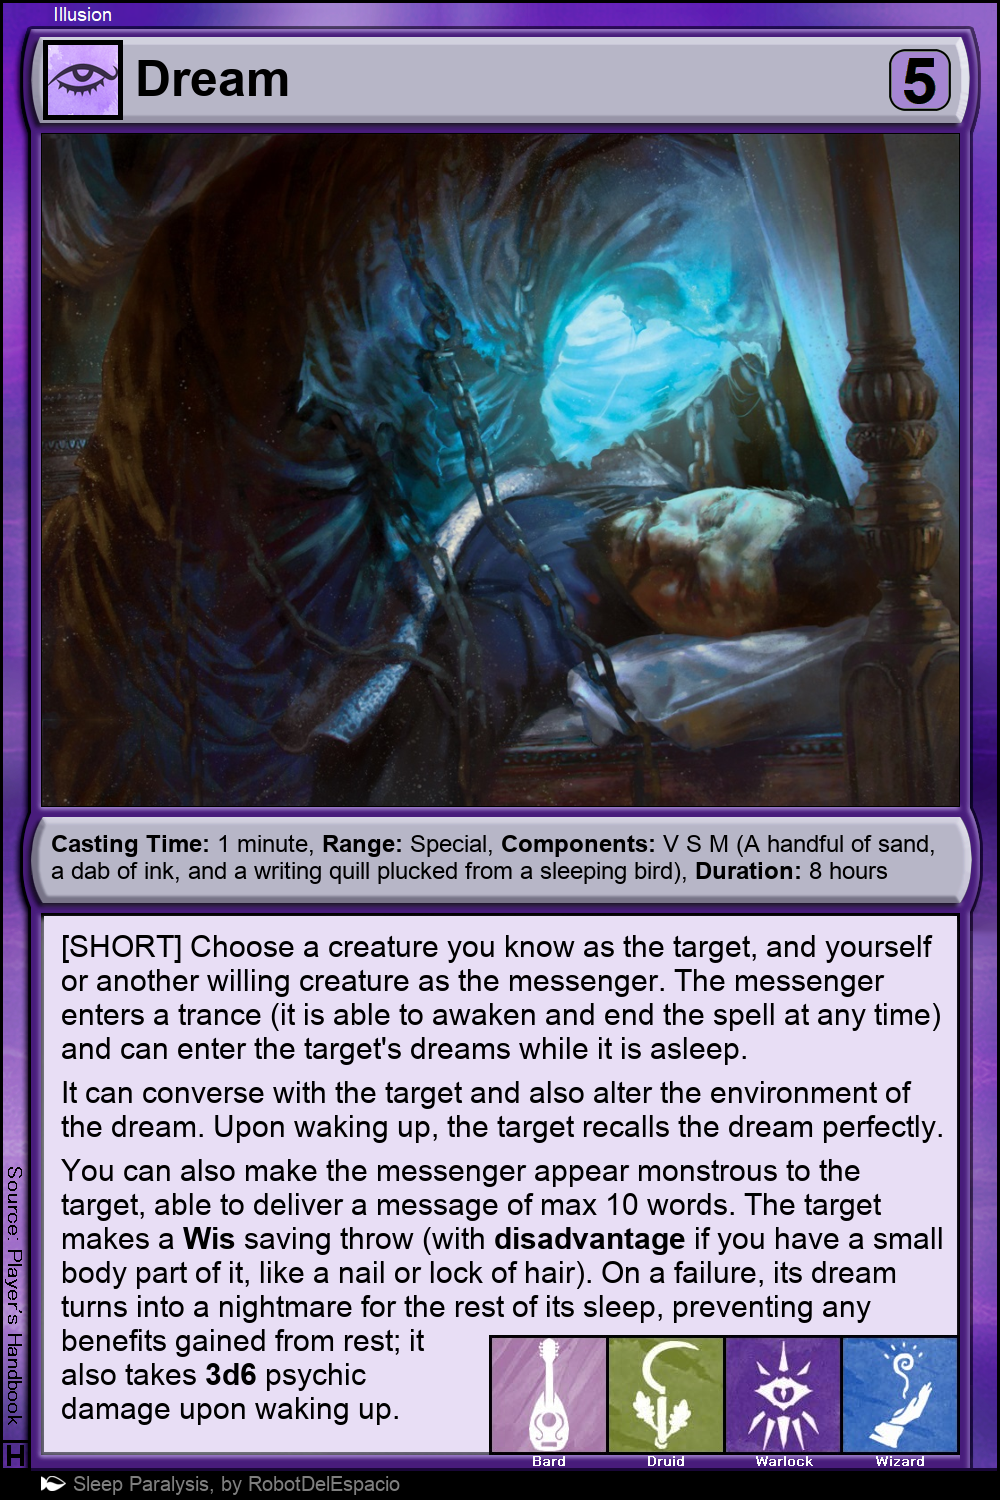 Illusion
Dream
5
Casting Time: 1 minute, Range: Special, Components: V S M (A handful of sand,
a dab of ink, and a writing quill plucked from a sleeping bird), Duration: 8 hours
[SHORT] Choose a creature you know as the target, and yourself
or another willing creature as the messenger. The messenger
enters a trance (it is able to awaken and end the spell at any time)
and can enter the target's dreams while it is asleep.
It can converse with the target and also alter the environment of
the dream. Upon waking up, the target recalls the dream perfectly.
You can also make the messenger appear monstrous to the
target, able to deliver a message of max 10 words. The target
makes a Wis saving throw (with disadvantage if you have a small
body part of it, like a nail or lock of hair). On a failure, its dream
turns into a nightmare for the rest of its sleep, preventing any
benefits gained from rest; it
also takes 3d6 psychic
damage upon waking up.
Bard
Druid
Warlock
Wizard
Source: Player's Handbook
H
Sleep Paralysis, by RobotDelEspacio